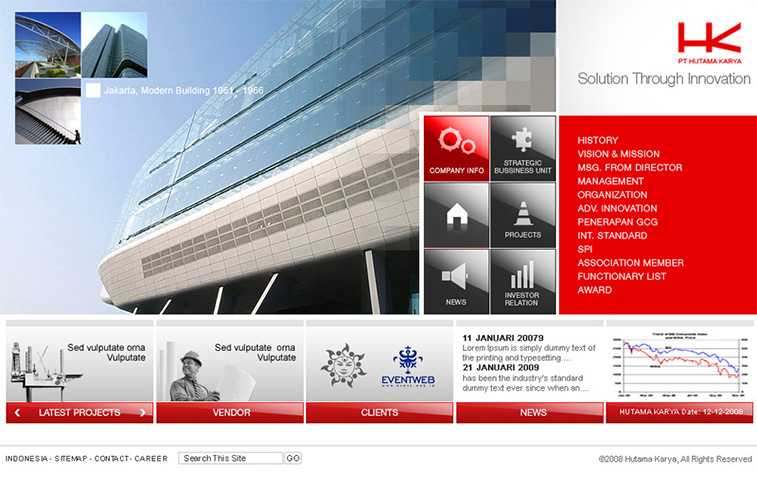 HK
PT HUTAMA KARYA
Solution Through Innovation
Jakarta, Modern Building 1961 - 1966
COMPANY INFO
STRATEGIC
BUSSINESS UNIT
PROJECTS
NEWS
INVESTOR
RELATION
HISTORY
VISION & MISSION
MSG. FROM DIRECTOR
MANAGEMENT
ORGANIZATION
ADV. INNOVATION
PENERAPAN GCG
INT. STANDARD
SPI
ASSOCIATION MEMBER
FUNCTIONARY LIST
AWARD
Sed vulputate orna
Vulputate
LATEST PROJECTS
Sed vulputate orna
Vulputate
VENDOR
EVENTWEB
CLIENTS
11 JANUARI 20079
Lorem Ipsum is simply dummy text of
the printing and typesetting....
21 JANUARI 2009
has been the industry's standard
dummy text ever since when an.....
NEWS
HUTAMA KARYA Date: 12-12-2008
INDONESIA - SITEMAP - CONTACT - CAREER
Search This Site
GO
©2008 Hutama Karya, All Rights Reserved